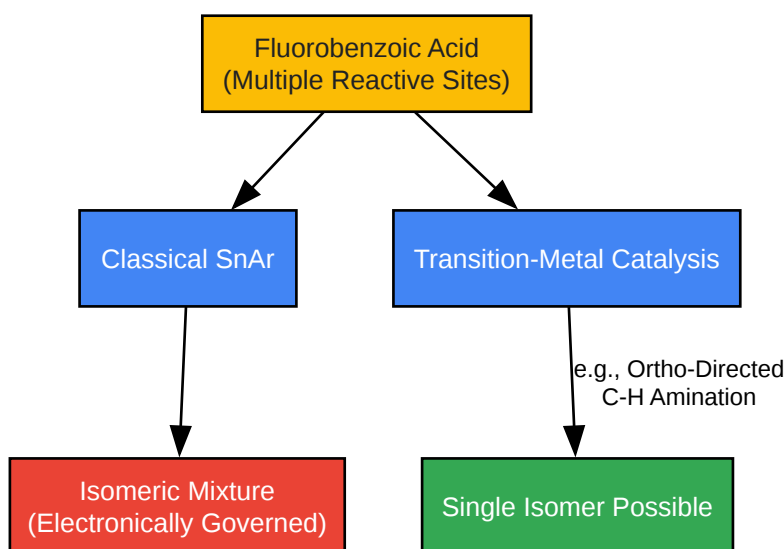 Fluorobenzoic Acid
(Multiple Reactive Sites)
Classical SnAr
Transition-Metal Catalysis
e.g., Ortho-Directed
C-H Amination
Isomeric Mixture
(Electronically Governed)
Single Isomer Possible